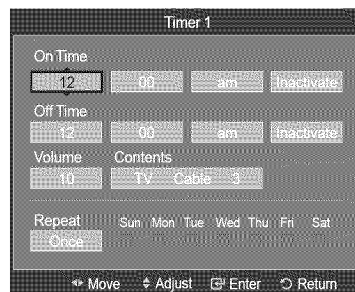 Timer 1
On Time
12 00 am Inactivate
Off Time
12 00 am Inactivate
Volume Contents
10 TV Cable 3
Repeat Sun Mon Tue Wed Thu Fri Sat
Once
Move Adjust Enter Return